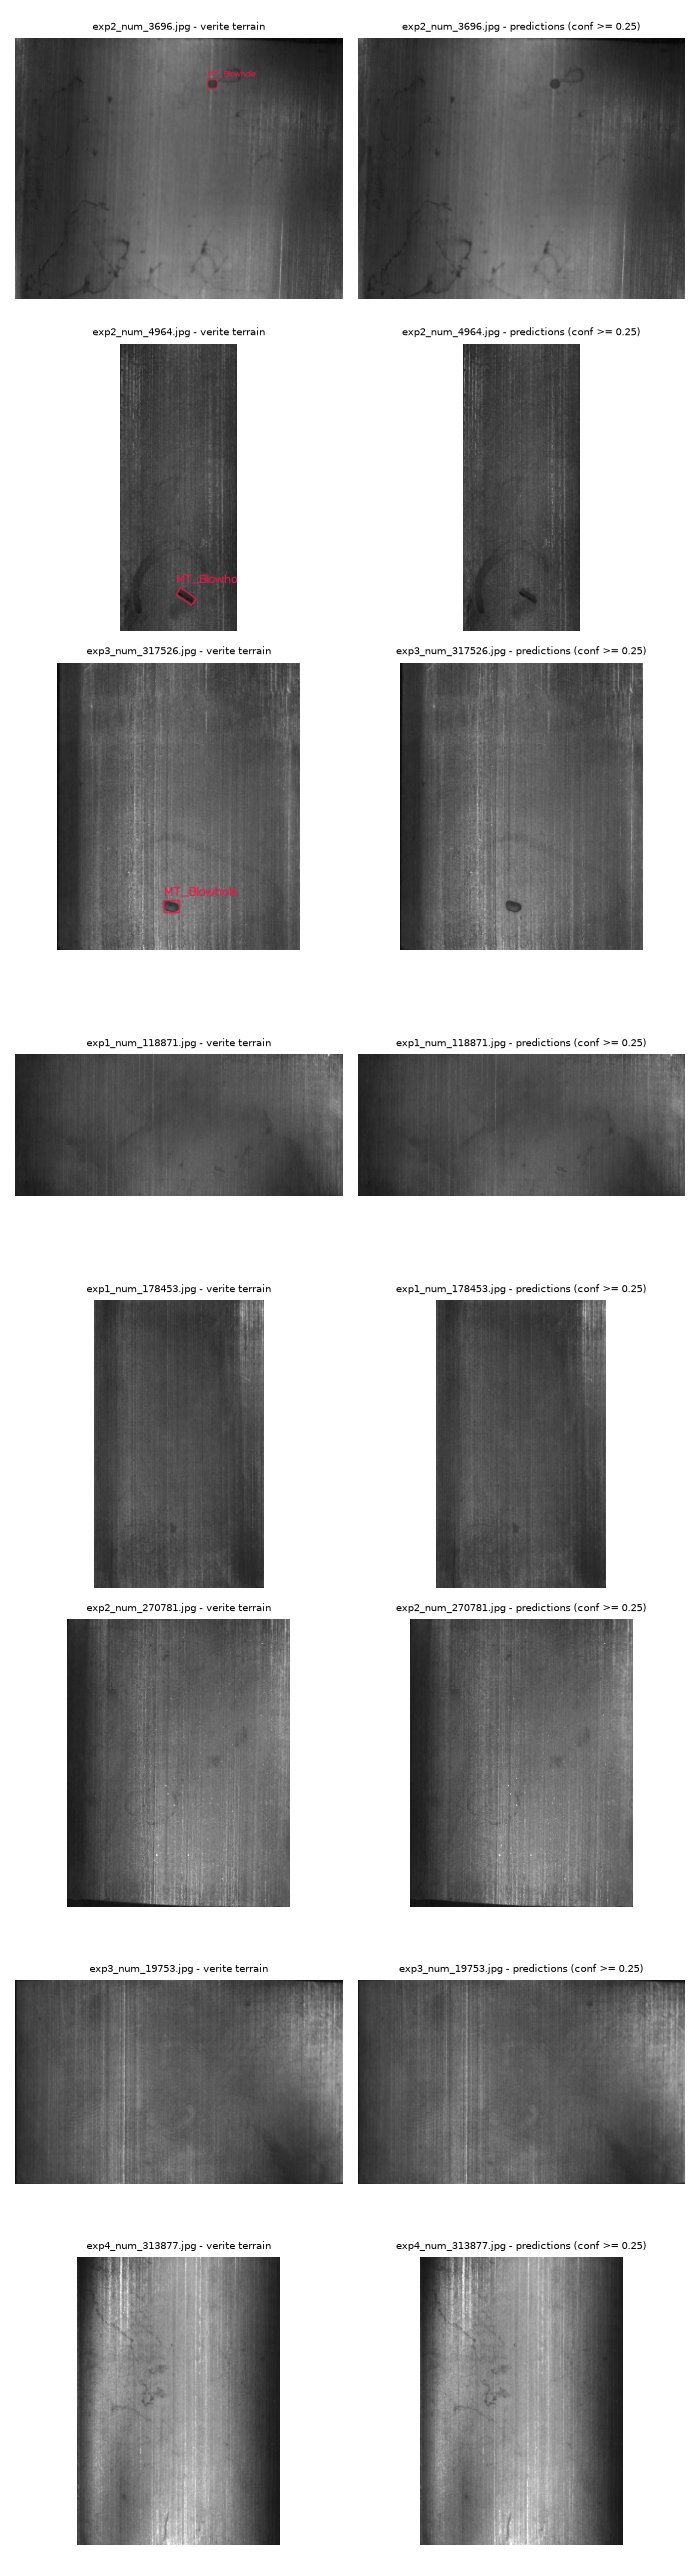 exp2_num_3696.jpg - verite terrain
exp2_num_3696.jpg - predictions (conf >= 0.25)
MT_Blowhole
exp2_num_4964.jpg - verite terrain
exp2_num_4964.jpg - predictions (conf >= 0.25)
MT_Blowho
exp3_num_317526.jpg - verite terrain
exp3_num_317526.jpg - predictions (conf >= 0.25)
MT_Blowhole
exp1_num_118871.jpg - verite terrain
exp1_num_118871.jpg - predictions (conf >= 0.25)
exp1_num_178453.jpg - verite terrain
exp1_num_178453.jpg - predictions (conf >= 0.25)
exp2_num_270781.jpg - verite terrain
exp2_num_270781.jpg - predictions (conf >= 0.25)
exp3_num_19753.jpg - verite terrain
exp3_num_19753.jpg - predictions (conf >= 0.25)
exp4_num_313877.jpg - verite terrain
exp4_num_313877.jpg - predictions (conf >= 0.25)